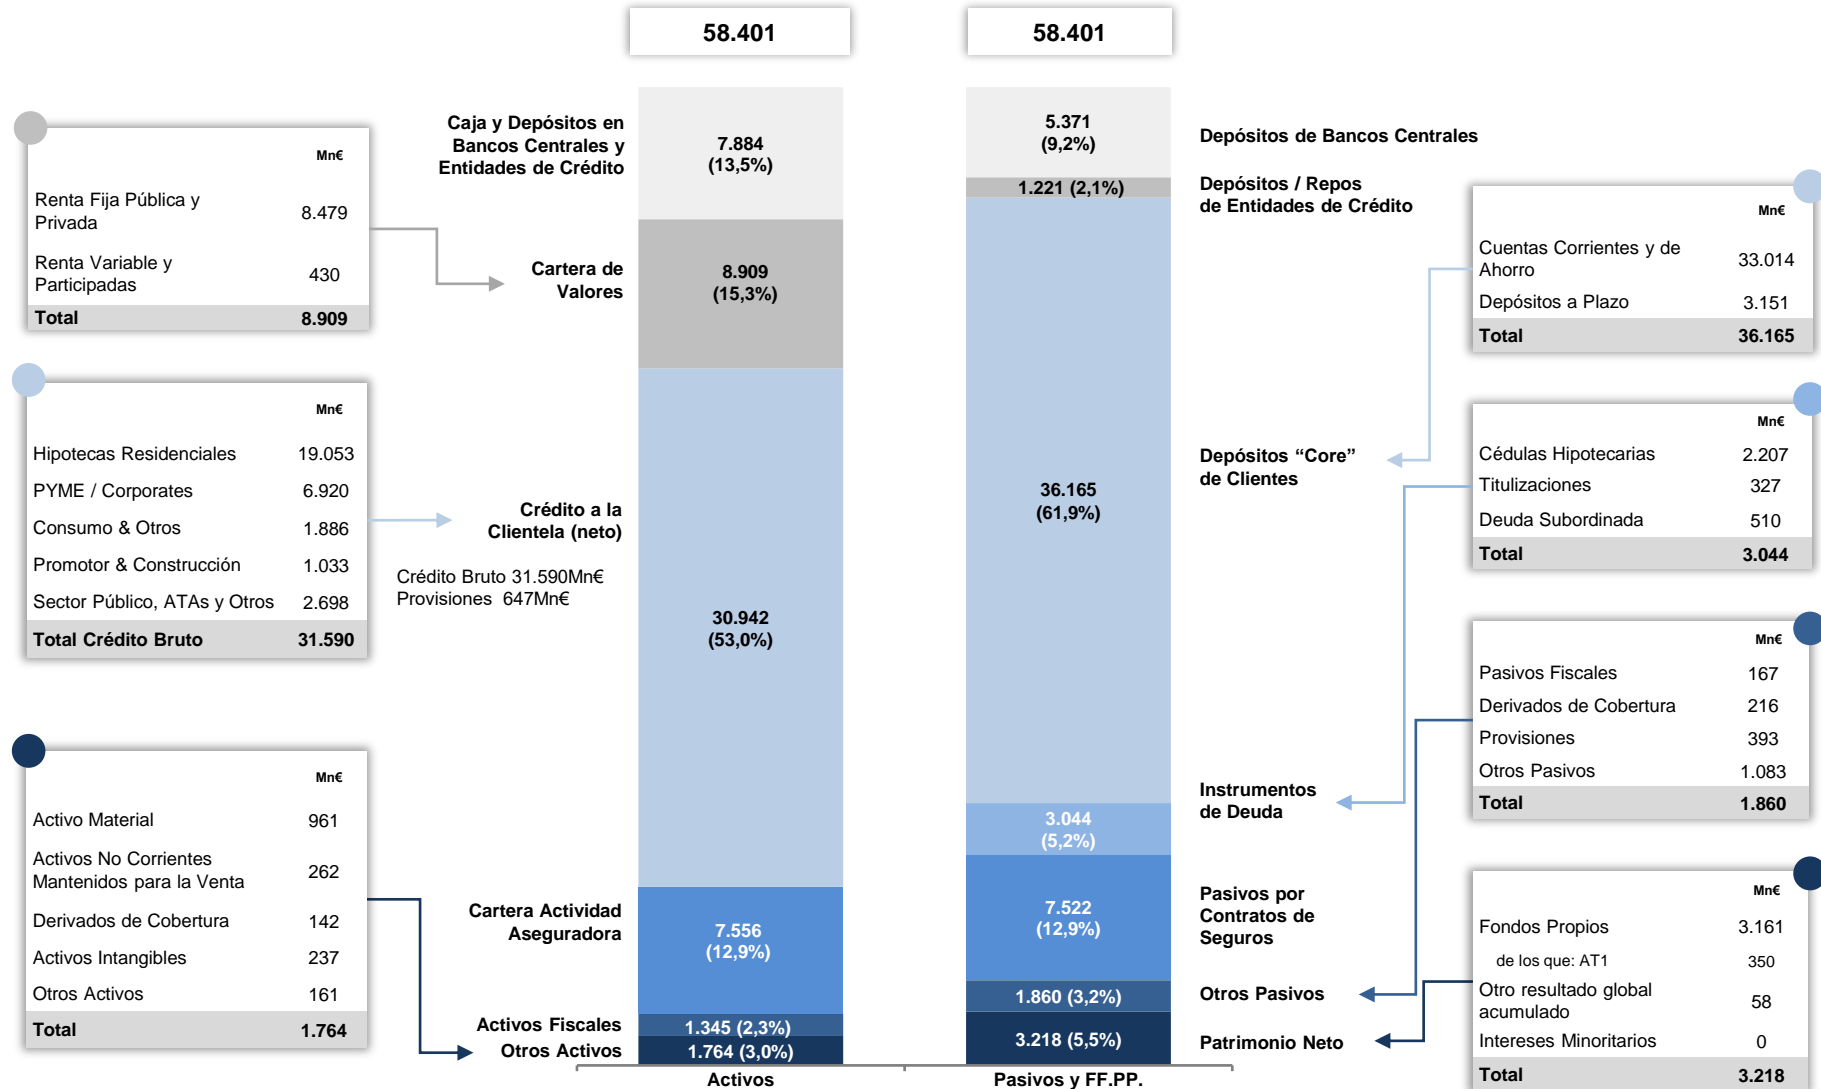 58.401
58.401
Mn€
Renta Fija Pública y
Privada
8.479
Renta Variable y
Participadas
430
Total 8.909
Mn€
Hipotecas Residenciales 19.053
PYME / Corporates 6.920
Consumo & Otros 1.886
Promotor & Construcción 1.033
Sector Público, ATAs y Otros 2.698
Total Crédito Bruto 31.590
Mn€
Activo Material 961
Activos No Corrientes
Mantenidos para la Venta
262
Derivados de Cobertura 142
Activos Intangibles 237
Otros Activos 161
Total 1.764
Caja y Depósitos en
Bancos Centrales y
Entidades de Crédito
Cartera de
Valores
Crédito a la
Clientela (neto)
Crédito Bruto 31.590Mn€
Provisiones 647Mn€
Cartera Actividad
Aseguradora
Activos Fiscales
Otros Activos
7.884
(13,5%)
8.909
(15,3%)
30.942
(53,0%)
7.556
(12,9%)
1.345 (2,3%)
1.764 (3,0%)
Activos
5.371
(9,2%)
1.221 (2,1%)
36.165
(61,9%)
3.044
(5,2%)
7.522
(12,9%)
1.860 (3,2%)
3.218 (5,5%)
Pasivos y FF.PP.
Depósitos de Bancos Centrales
Depósitos / Repos
de Entidades de Crédito
Depósitos “Core”
de Clientes
Instrumentos
de Deuda
Pasivos por
Contratos de
Seguros
Otros Pasivos
Patrimonio Neto
Mn€
Cuentas Corrientes y de
Ahorro
33.014
Depósitos a Plazo 3.151
Total 36.165
Mn€
Cédulas Hipotecarias 2.207
Titulizaciones 327
Deuda Subordinada 510
Total 3.044
Mn€
Pasivos Fiscales 167
Derivados de Cobertura 216
Provisiones 393
Otros Pasivos 1.083
Total 1.860
Mn€
Fondos Propios 3.161
de los que: AT1 350
Otro resultado global
acumulado
58
Intereses Minoritarios 0
Total 3.218